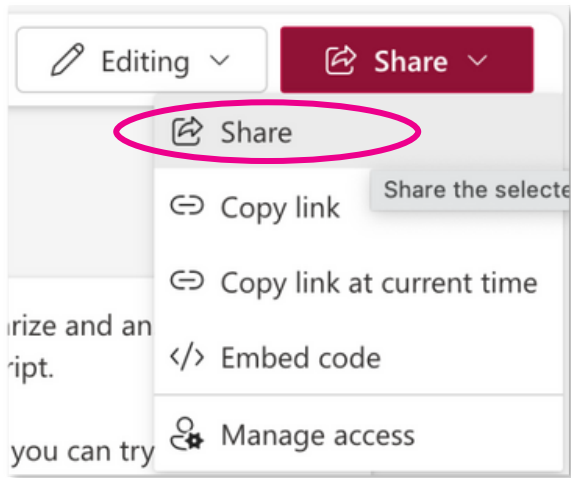 Editing
Share
Share
Share the selecte
Copy link
Copy link at current time
rize and an
ript.
</> Embed code
Manage access
you can try